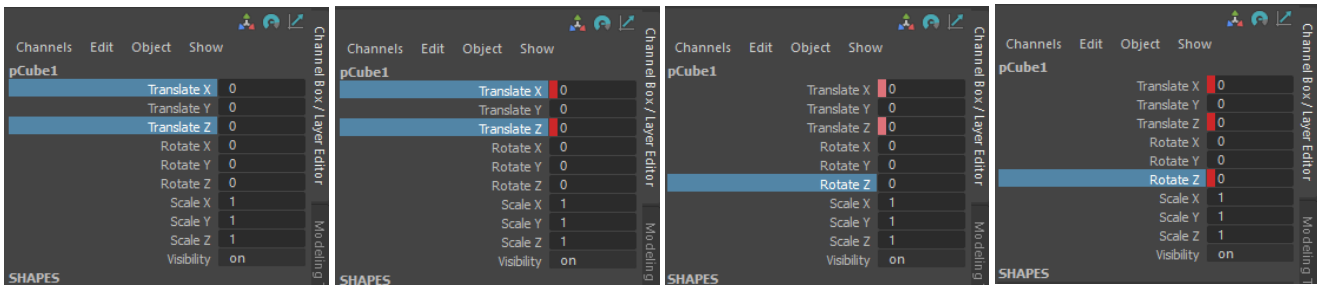 Channels Edit Object Show
pCube1
Translate X 0
Translate Y 0
Translate Z 0
Rotate X 0
Rotate Y 0
Rotate Z 0
Scale X 1
Scale Y 1
Scale Z 1
Visibility on
SHAPES
Channel Box / Layer Editor
Modeling
Channels Edit Object Show
pCube1
Translate X 0
Translate Y 0
Translate Z 0
Rotate X 0
Rotate Y 0
Rotate Z 0
Scale X 1
Scale Y 1
Scale Z 1
Visibility on
SHAPES
Channel Box / Layer Editor
Modeling
Channels Edit Object Show
pCube1
Translate X 0
Translate Y 0
Translate Z 0
Rotate X 0
Rotate Y 0
Rotate Z 0
Scale X 1
Scale Y 1
Scale Z 1
Visibility on
SHAPES
Channel Box / Layer Editor
Modeling
Channels Edit Object Show
pCube1
Translate X 0
Translate Y 0
Translate Z 0
Rotate X 0
Rotate Y 0
Rotate Z 0
Scale X 1
Scale Y 1
Scale Z 1
Visibility on
SHAPES
Channel Box / Layer Editor
Modeling T